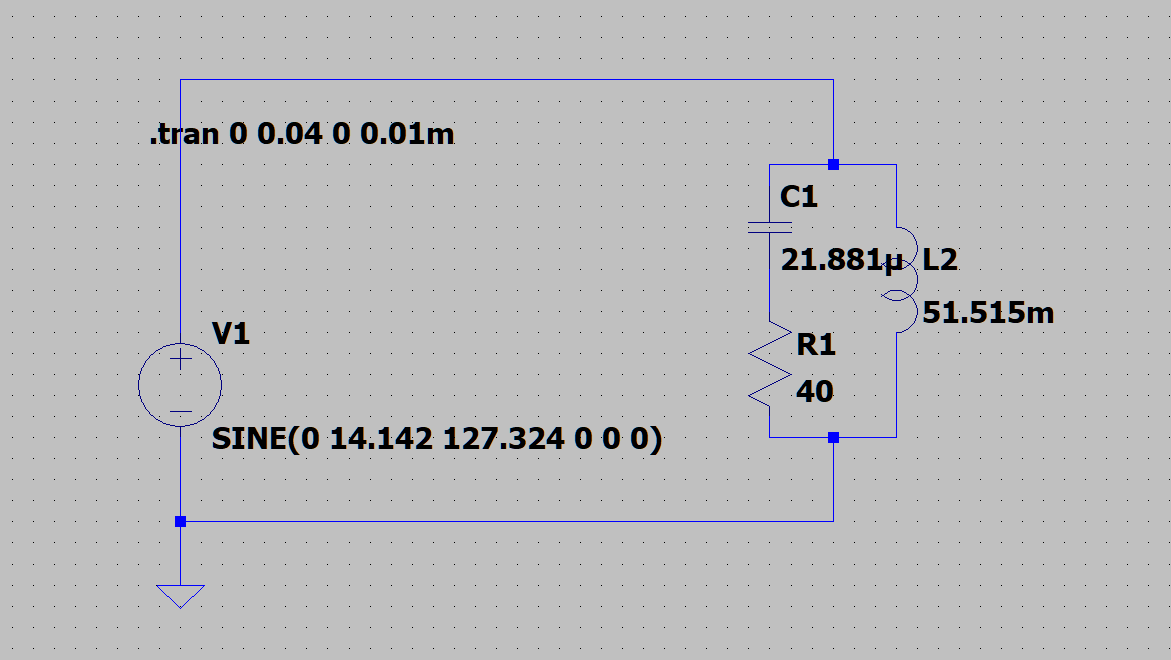 .tran 0 0.04 0 0.01m
C1
21.881µ
L2
51.515m
V1
R1
40
SINE(0 14.142 127.324 0 0 0)